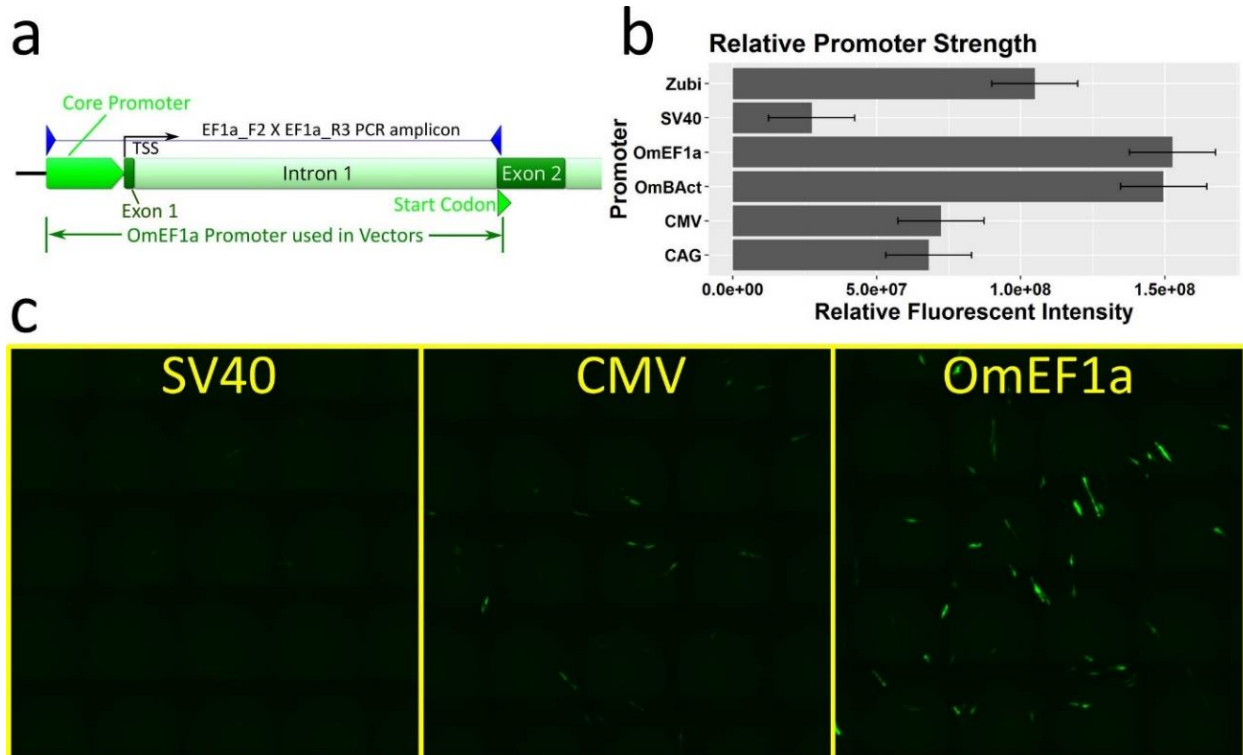 a
Core Promoter
EF1a_F2 X EF1a_R3 PCR amplicon
TSS
Intron 1
Exon 2
Exon 1
Start Codon
OmEF1a Promoter used in Vectors
b
Relative Promoter Strength
Promoter
Zubi
SV40
OmEF1a
OmBAct
CMV
CAG
0.0e+00 5.0e+07 1.0e+08 1.5e+08
Relative Fluorescent Intensity
c
SV40
CMV
OmEF1a